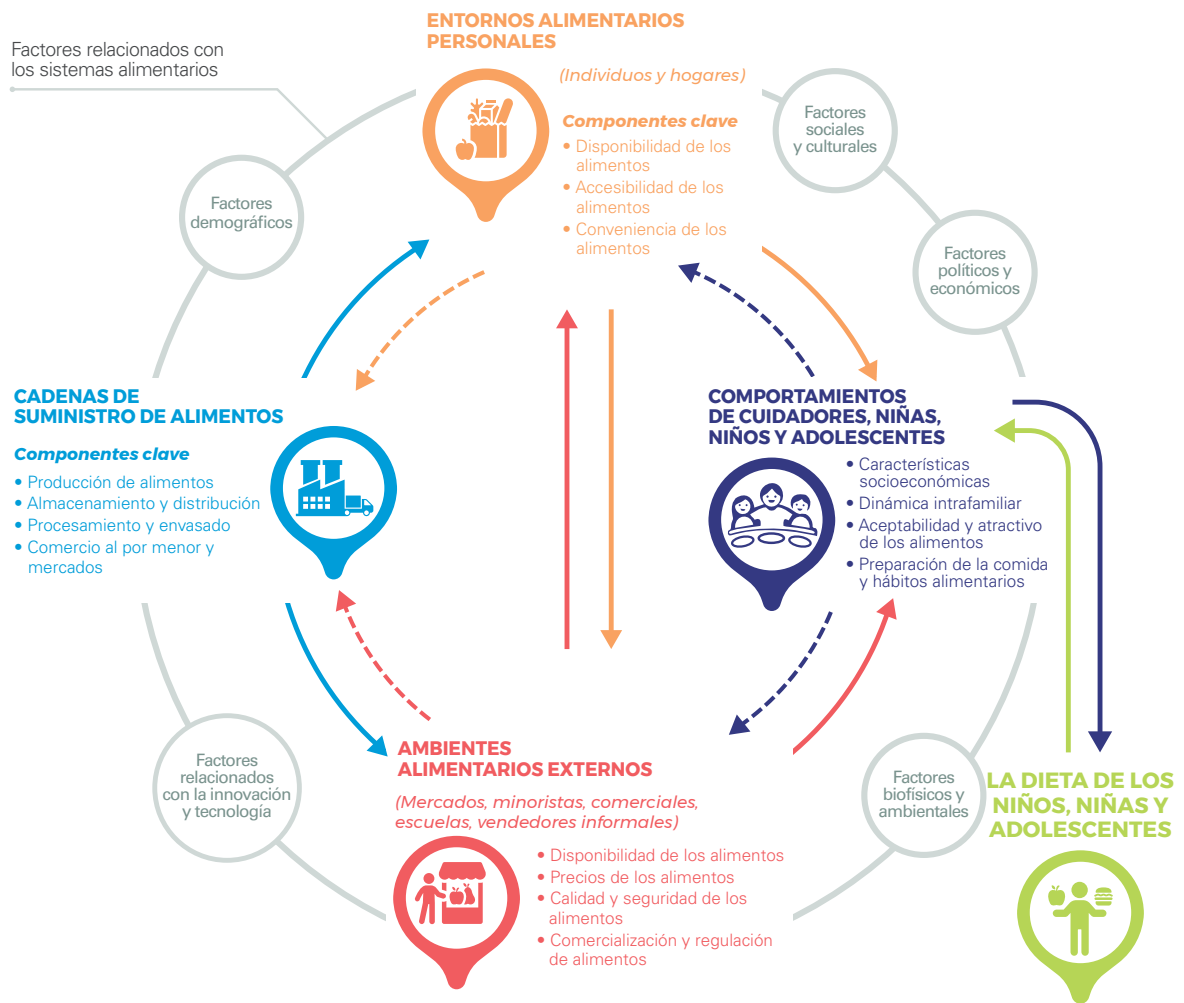 ENTORNOS ALIMENTARIOS
PERSONALES
(Individuos y hogares)
Componentes clave
• Disponibilidad de los
alimentos
• Accesibilidad de los
alimentos
• Conveniencia de los
alimentos
Factores relacionados con
los sistemas alimentarios
Factores
sociales
y culturales
Factores
demográficos
Factores
políticos y
económicos
CADENAS DE
SUMINISTRO DE ALIMENTOS
Componentes clave
• Producción de alimentos
• Almacenamiento y distribución
• Procesamiento y envasado
• Comercio al por menor y
mercados
COMPORTAMIENTOS
DE CUIDADORES, NIÑAS,
NIÑOS Y ADOLESCENTES
• Características
socioeconómicas
• Dinámica intrafamiliar
• Aceptabilidad y atractivo
de los alimentos
• Preparación de la comida
y hábitos alimentarios
Factores
relacionados
con la innovación
y tecnología
AMBIENTES
ALIMENTARIOS EXTERNOS
(Mercados, minoristas, comerciales,
escuelas, vendedores informales)
• Disponibilidad de los alimentos
• Precios de los alimentos
• Calidad y seguridad de los
alimentos
• Comercialización y regulación
de alimentos
Factores
biofísicos y
ambientales
LA DIETA DE LOS
NIÑOS, NIÑAS Y
ADOLESCENTES